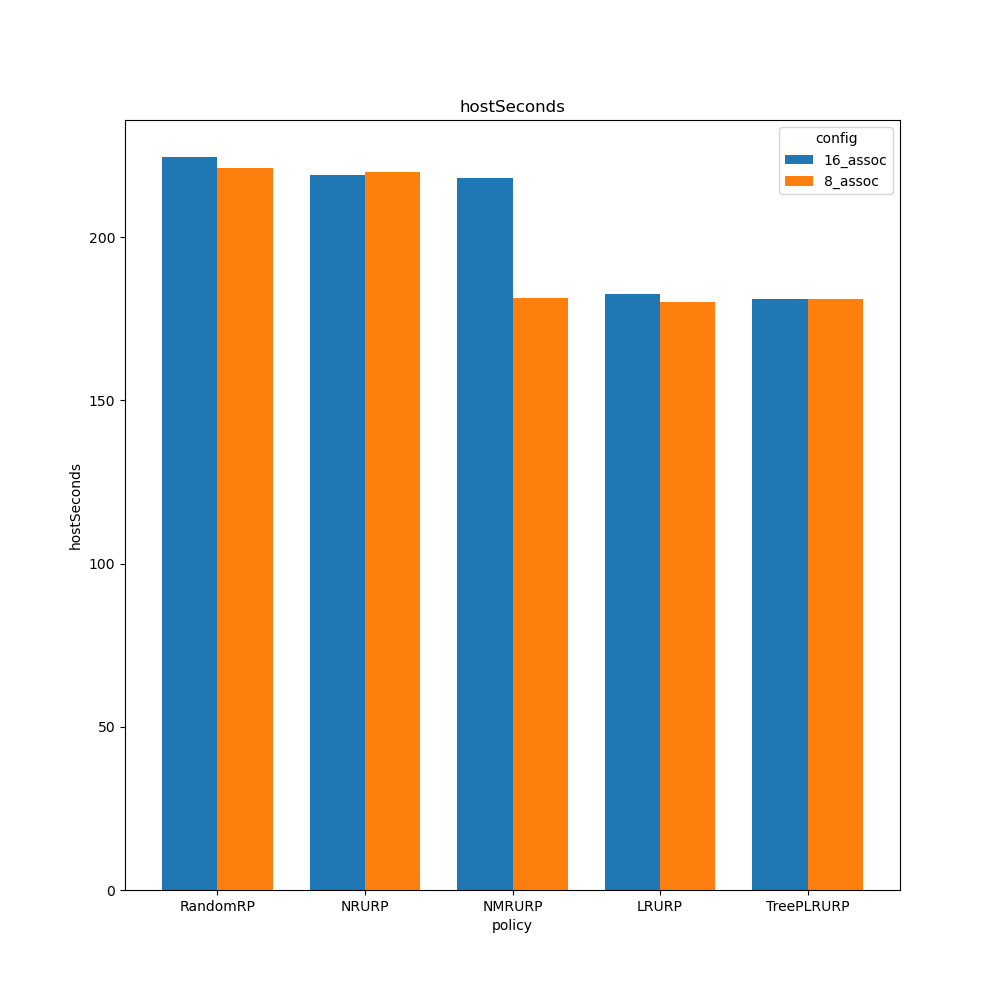 hostSeconds
config
16_assoc
8_assoc
200
150
100
50
0
hostSeconds
RandomRP NRURP NMRURP LRURP TreePLRURP
policy